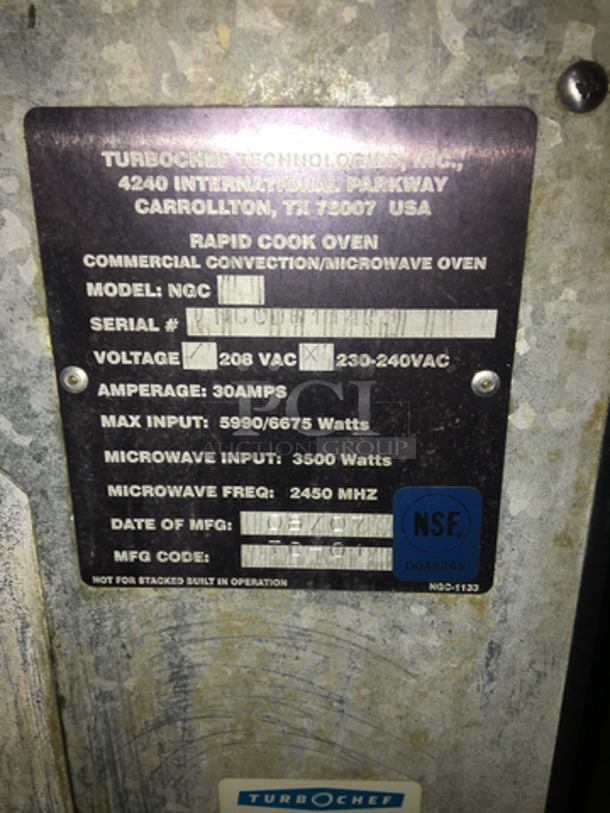 TURBOCHEF TECHNOLOGIES, INC.,
4240 INTERNATIONAL PARKWAY
CARROLLTON, TX 75007 USA
RAPID COOK OVEN
COMMERCIAL CONVECTION/MICROWAVE OVEN
MODEL: NGC
SERIAL #
VOLTAGE / 208 VAC X 230-240VAC
AMPERAGE: 30AMPS
PCI
AUCTION GROUP
MAX INPUT: 5990/6675 Watts
MICROWAVE INPUT: 3500 Watts
MICROWAVE FREQ: 2450 MHZ
DATE OF MFG: 08/07
MFG CODE:
NSF®
NOT FOR STACKED BUILT IN OPERATION
NGC-1133
TURBOCHEF